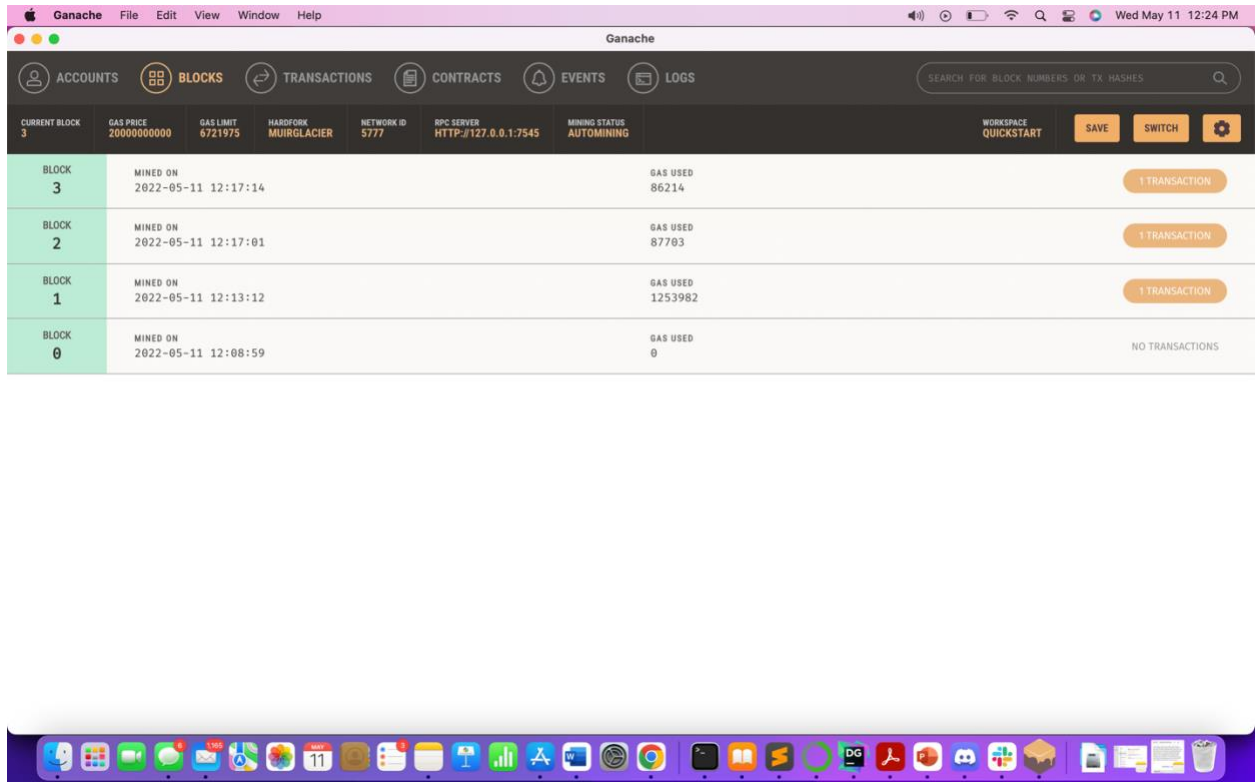 Ganache File Edit View Window Help Wed May 11 12:24 PM
Ganache
ACCOUNTS BLOCKS TRANSACTIONS CONTRACTS EVENTS LOGS SEARCH FOR BLOCK NUMBERS OR TX HASHES
CURRENT BLOCK GAS PRICE GAS LIMIT HARDFORK NETWORK ID RPC SERVER MINING STATUS WORKSPACE
3 20000000000 6721975 MUIRGLACIER 5777 HTTP://127.0.0.1:7545 AUTOMINING QUICKSTART SAVE SWITCH
BLOCK MINED ON GAS USED
3 2022-05-11 12:17:14 86214 1 TRANSACTION
BLOCK MINED ON GAS USED
2 2022-05-11 12:17:01 87703 1 TRANSACTION
BLOCK MINED ON GAS USED
1 2022-05-11 12:13:12 1253982 1 TRANSACTION
BLOCK MINED ON GAS USED
0 2022-05-11 12:08:59 0 NO TRANSACTIONS
MAY
11
DG